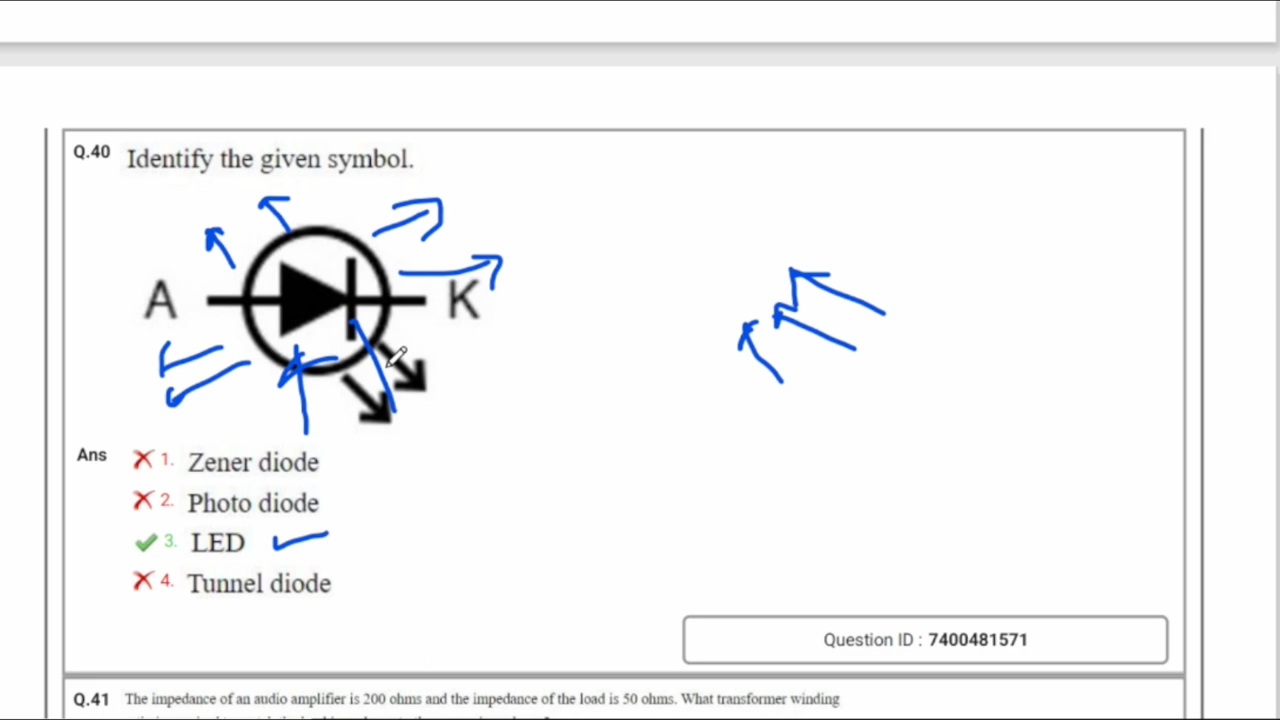 Q.40 Identify the given symbol.
A K
Ans 1. Zener diode
2. Photo diode
3. LED
4. Tunnel diode
Question ID : 7400481571
Q.41 The impedance of an audio amplifier is 200 ohms and the impedance of the load is 50 ohms. What transformer winding